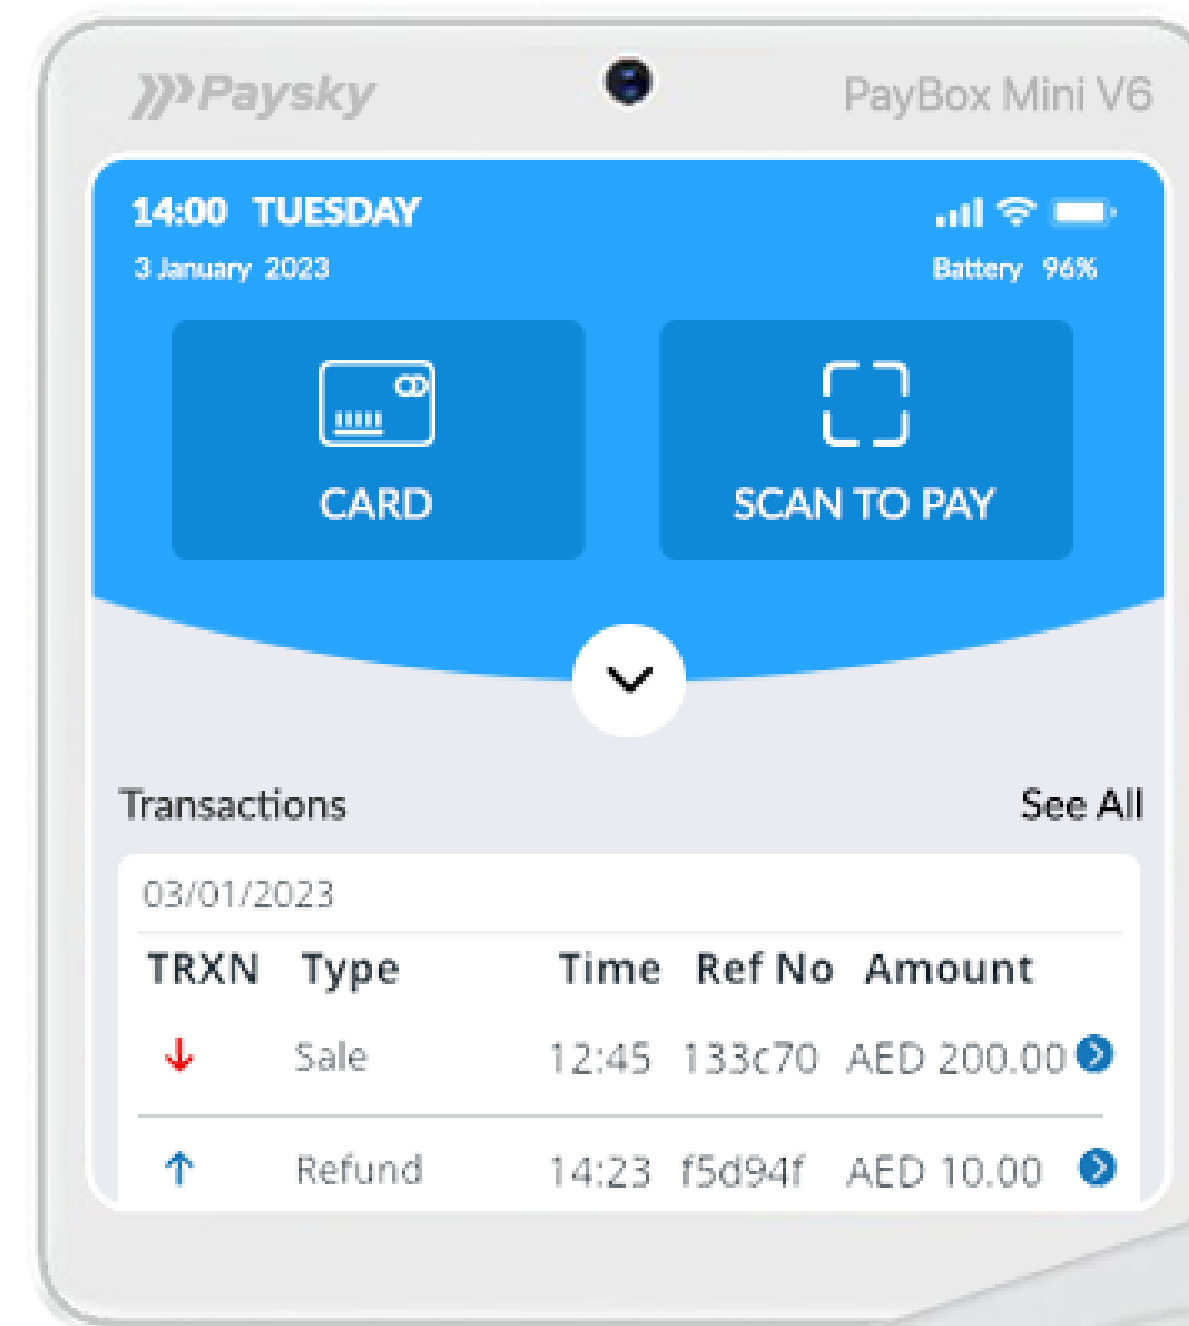 Paysky PayBox Mini V6
14:00 TUESDAY
3 January 2023 Battery 96%
CARD SCAN TO PAY
Transactions See All
03/01/2023
TRXN Type Time Ref No Amount
Sale 12:45 133c70 AED 200.00
Refund 14:23 f5d94f AED 10.00